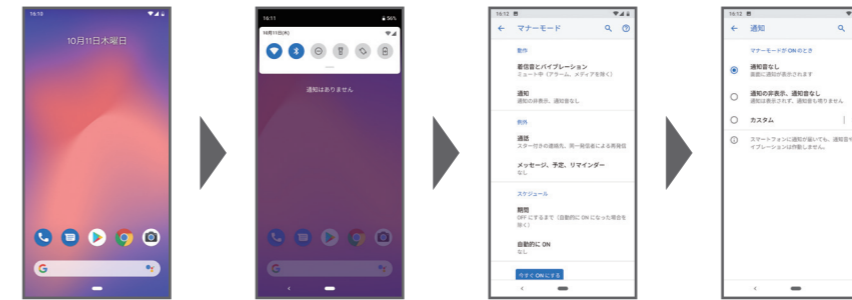 16:13
10月11日木曜日
G
16:11
56%
10月11日(木)
通知はありません
G
16:12
マナーモード
動作
着信音とバイブレーション
ミュート中（アラーム、メディアを除く）
通知
通知の非表示、通知音なし
例外
通話
スター付きの連絡先、同一発信者による再発信
メッセージ、予定、リマインダー
なし
スケジュール
期間
OFF にするまで（自動的に ON になった場合を
除く）
自動的に ON
なし
今すぐ ON にする
16:12
通知
マナーモードが ON のとき
通知音なし
画面に通知が表示されます
通知の非表示、通知音なし
通知は表示されず、通知音も鳴りません
カスタム
スマートフォンに通知が届いても、通知音や
イブレーションは作動しません。